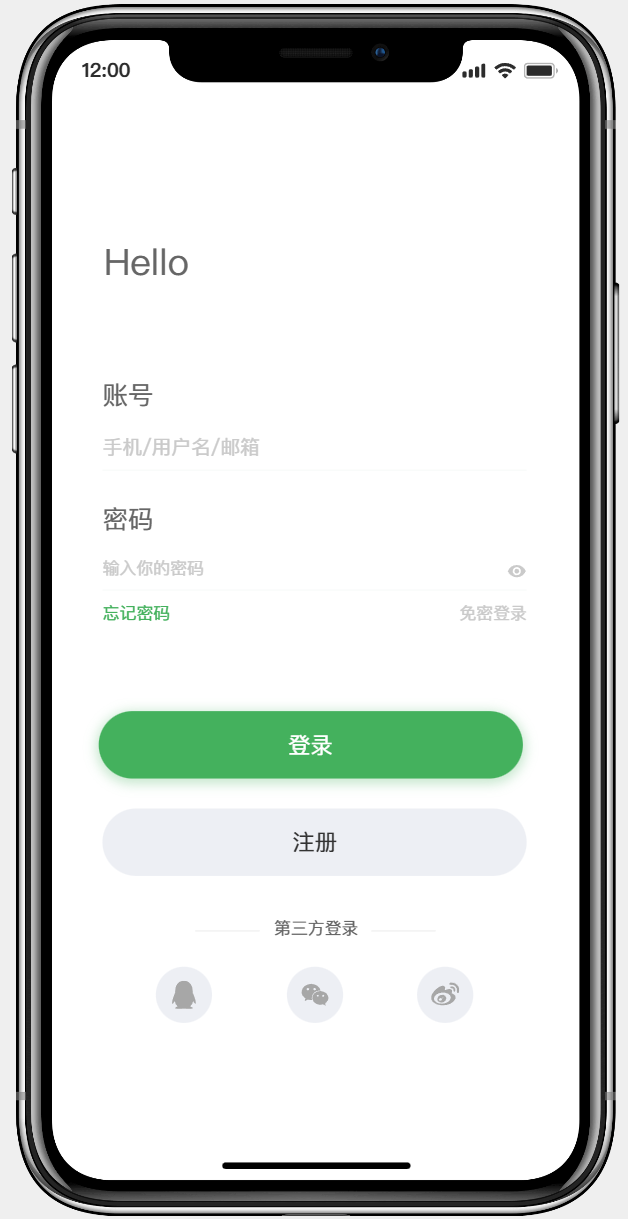 12:00
Hello
账号
手机/用户名/邮箱
密码
输入你的密码
忘记密码 免密登录
登录
注册
第三方登录